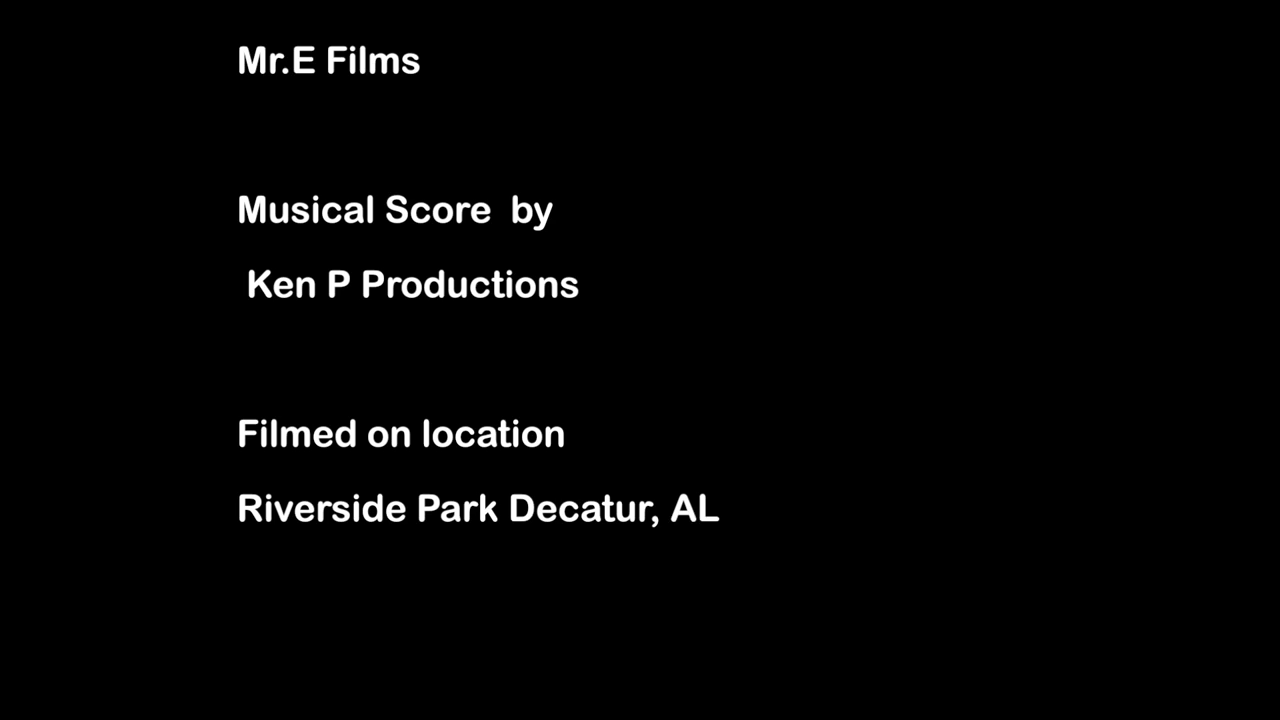 Mr.E Films
Musical Score  by
Ken P Productions
Filmed on location
Riverside Park Decatur, AL